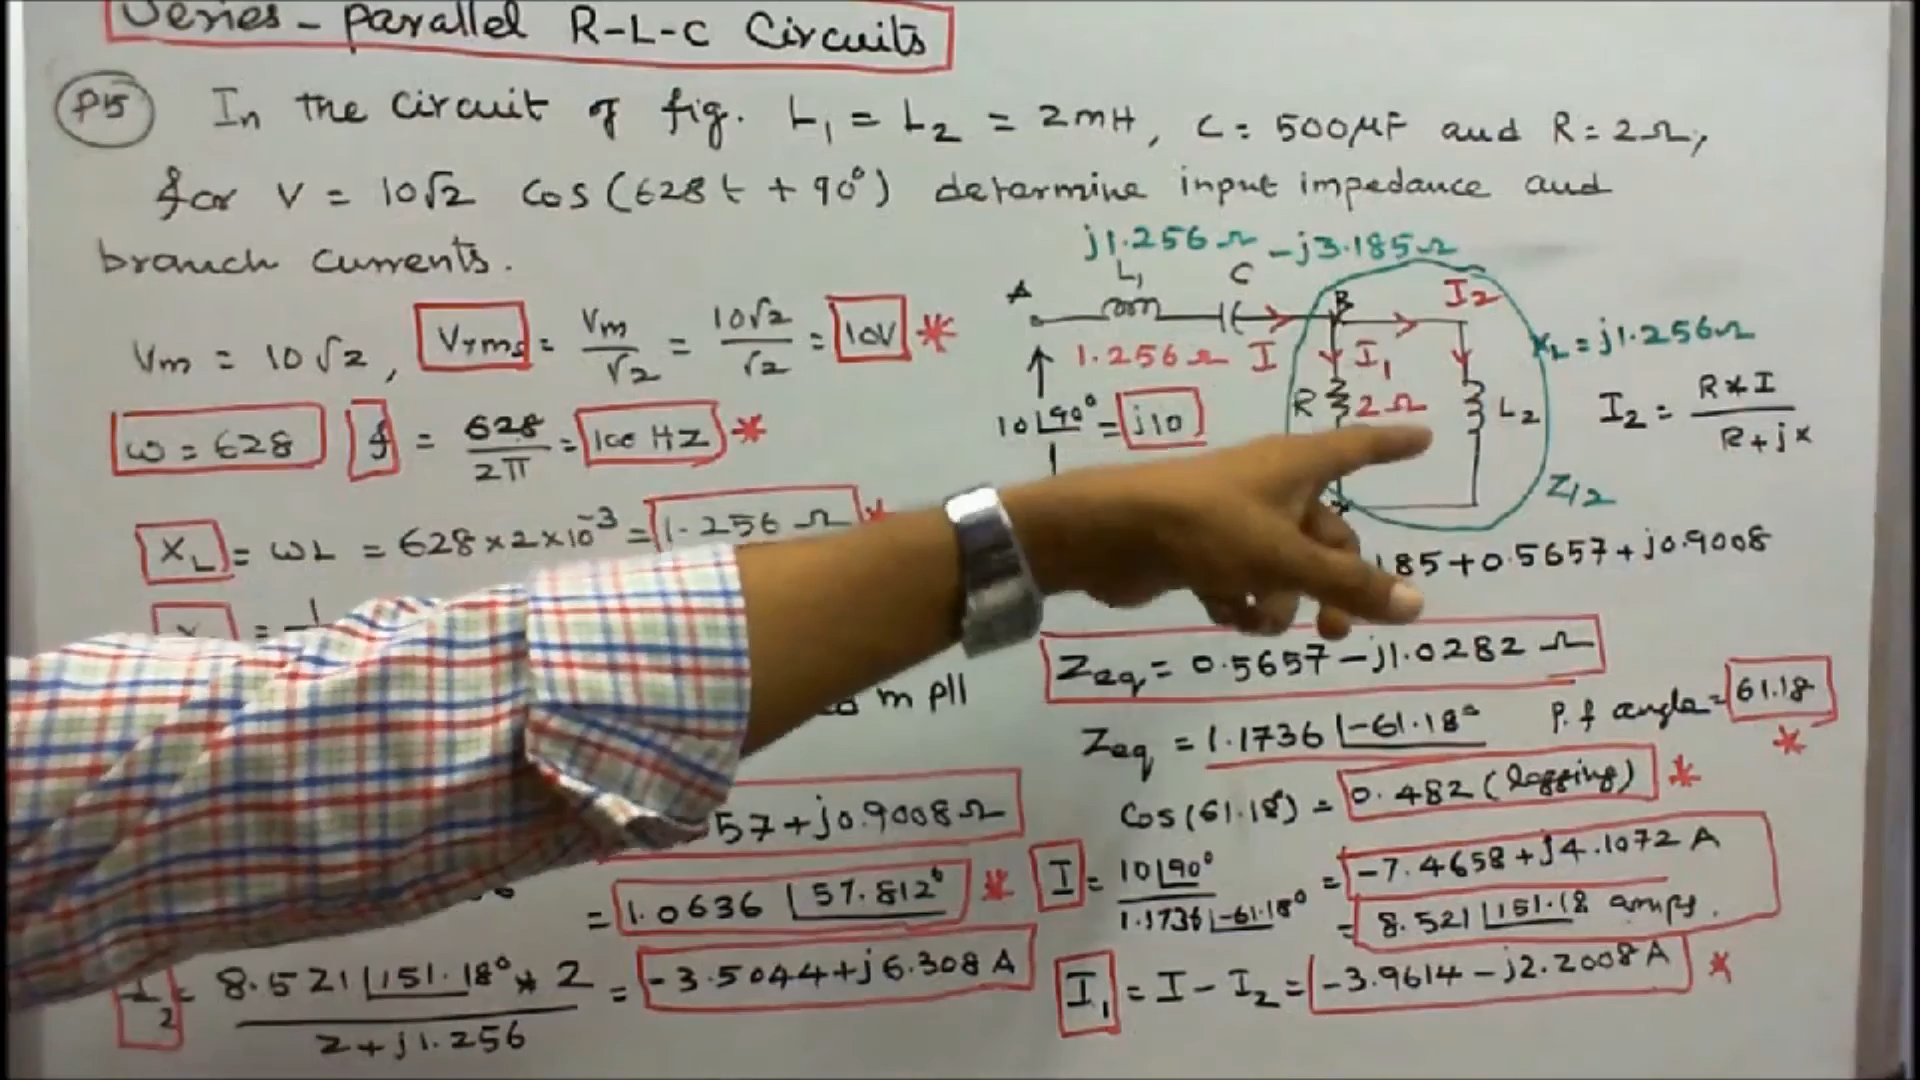 Series - parallel R-L-C Circuits
P15 In the circuit of fig. L1 = L2 = 2mH, C = 500μF and R = 2Ω,
for V = 10√2 Cos(628t + 90°) determine input impedance and
branch currents.
j1.256Ω -j3.185Ω
A L1 C B I2
1.256Ω I I1 XL = j1.256Ω
10∠90° = j10 R 2Ω L2 I2 = R*I / R+jX
Z12
Vm = 10√2, Vrms = Vm/√2 = 10√2/√2 = 10V *
ω = 628 f = 628/2π = 100 HZ *
XL = ωL = 628×2×10⁻³ = 1.256 Ω *
= 1
185+0.5657+j0.9008
Zeq = 0.5657-j1.0282 Ω
m pll
Zeq = 1.1736∠-61.18° P.f angle = 61.18 *
57+j0.9008Ω
Cos(61.18°) = 0.482 (lagging) *
= 1.0636∠57.812° *
I = 10∠90° / 1.1736∠-61.18° = -7.4658+j4.1072 A
= 8.521∠151.18 amps.
I2 = 8.521∠151.18° * 2 / 2+j1.256 = -3.5044+j6.308 A
I1 = I - I2 = -3.9614-j2.2008 A *